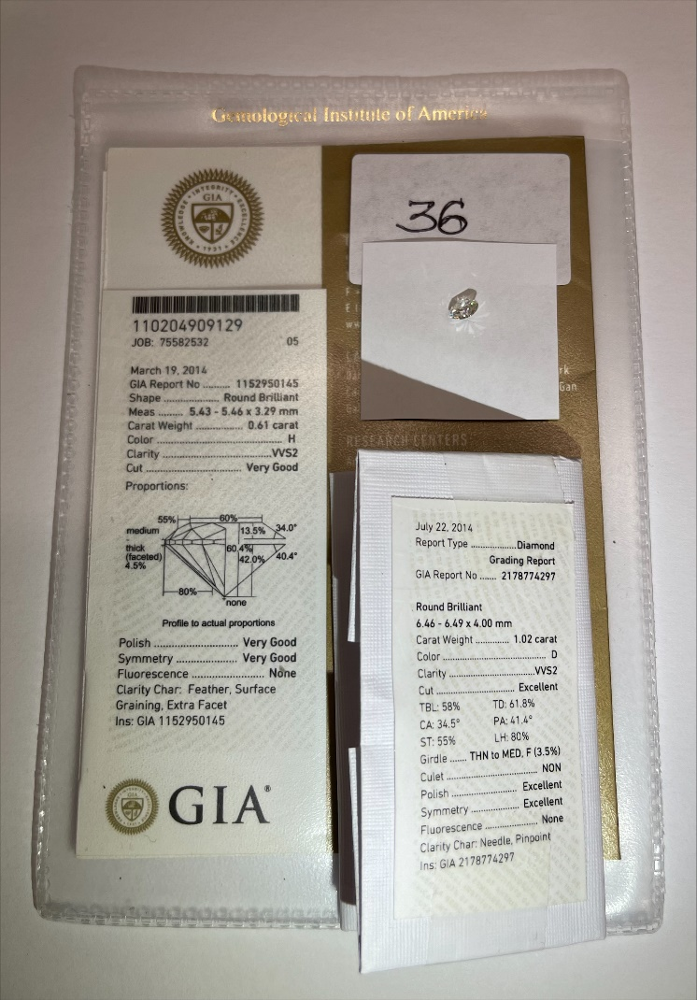 Gemological Institute of America
KNOWLEDGE • INTEGRITY • EXCELLENCE
GIA
1931
36
110204909129
JOB: 75582532 05
March 19, 2014
GIA Report No .......... 1152950145
Shape .................. Round Brilliant
Meas ........ 5.43 - 5.46 x 3.29 mm
Carat Weight ............... 0.61 carat
Color ........................................ H
Clarity ................................ VVS2
Cut ............................. Very Good
Proportions:
55% 60%
medium 13.5% 34.0°
thick 60.4%
(faceted) 42.0% 40.4°
4.5%
80%
none
Profile to actual proportions
Polish ............................. Very Good
Symmetry ....................... Very Good
Fluorescence ........................ None
Clarity Char: Feather, Surface
Graining, Extra Facet
Ins: GIA 1152950145
GIA®
RESEARCH CENTERS
July 22, 2014
Report Type ............. Diamond
Grading Report
GIA Report No ...... 2178774297
Round Brilliant
6.46 - 6.49 x 4.00 mm
Carat Weight ............. 1.02 carat
Color ...................................... D
Clarity .............................. VVS2
Cut ............................... Excellent
TBL: 58% TD: 61.8%
CA: 34.5° PA: 41.4°
ST: 55% LH: 80%
Girdle ..... THN to MED, F (3.5%)
Culet ................................. NON
Polish ........................... Excellent
Symmetry ..................... Excellent
Fluorescence ...................... None
Clarity Char: Needle, Pinpoint
Ins: GIA 2178774297